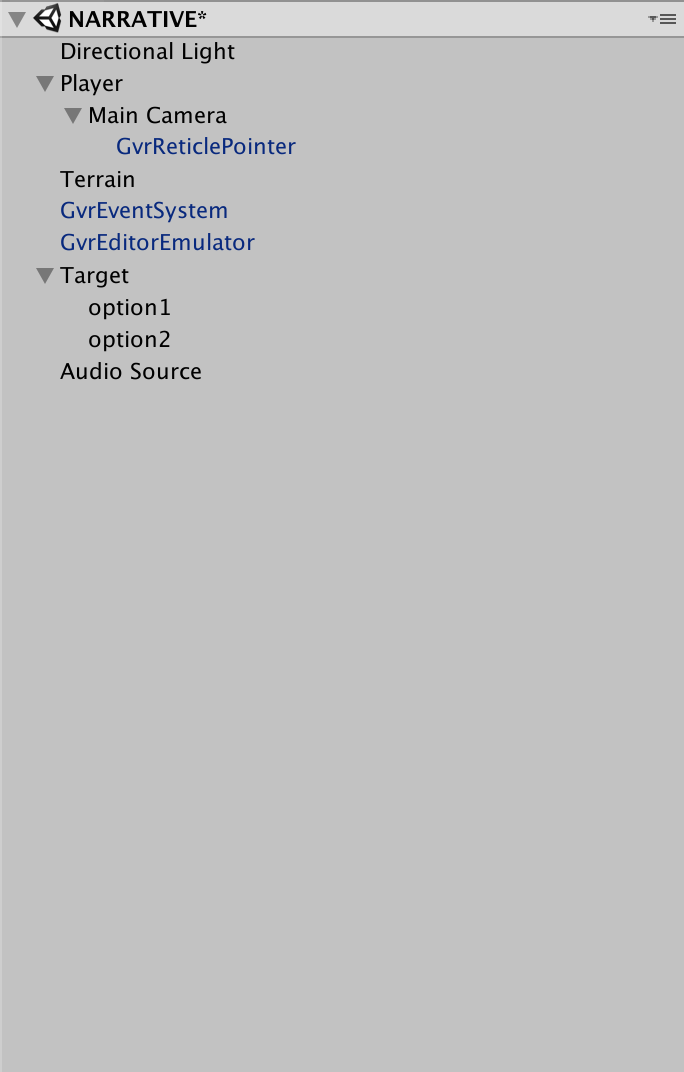 NARRATIVE*
Directional Light
Player
Main Camera
GvrReticlePointer
Terrain
GvrEventSystem
GvrEditorEmulator
Target
option1
option2
Audio Source